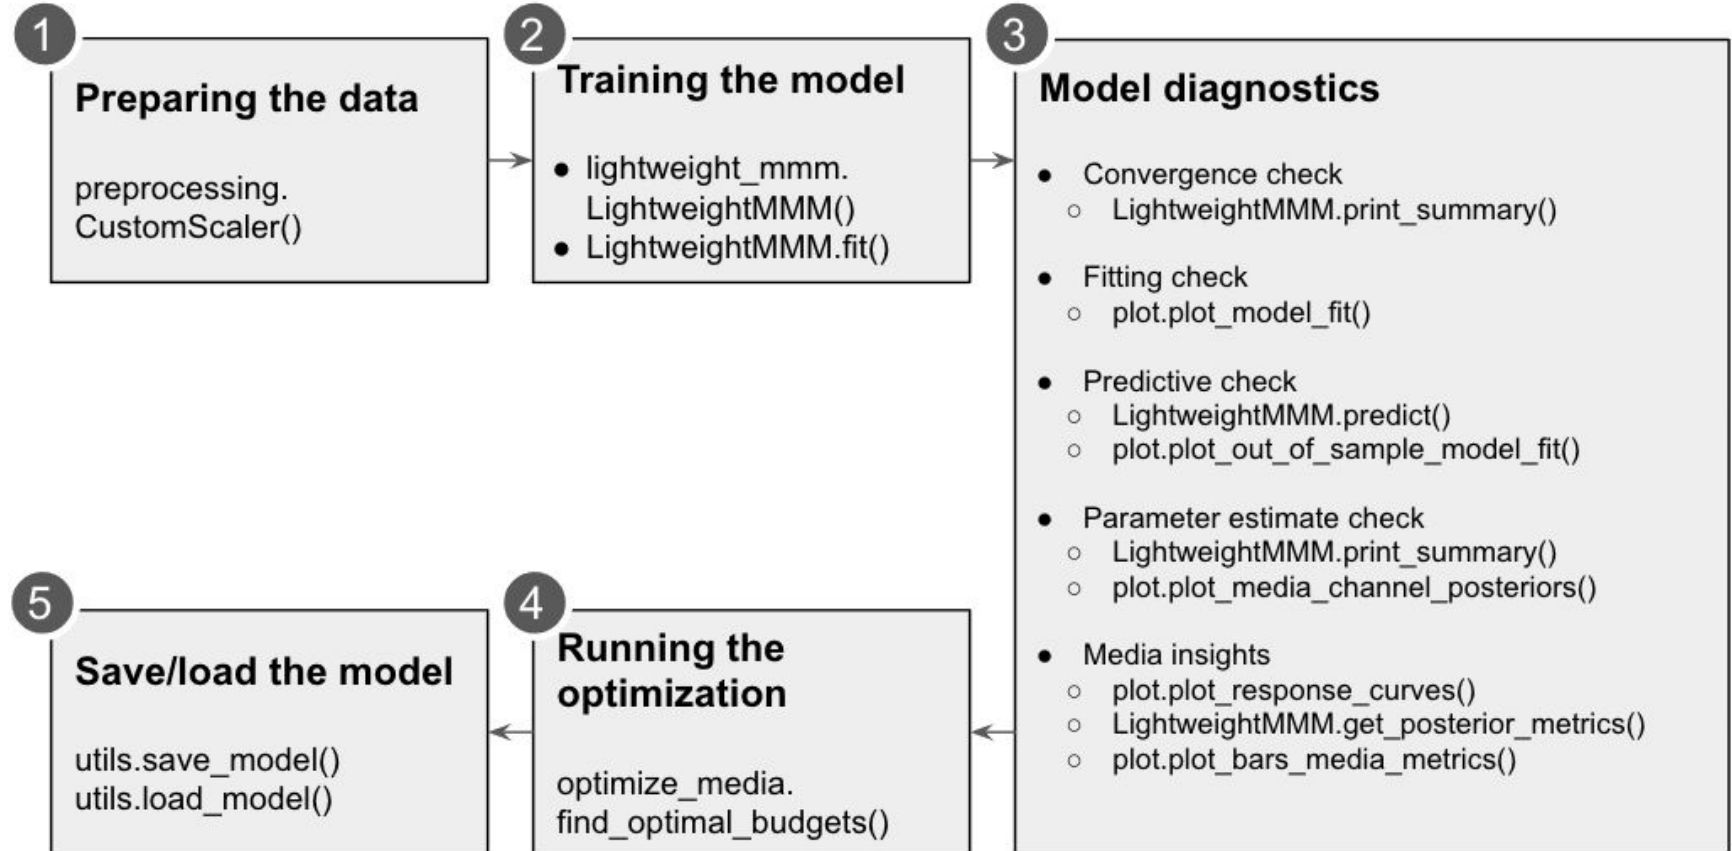 1
Preparing the data
preprocessing.
CustomScaler()
2
Training the model
● lightweight_mmm.
LightweightMMM()
● LightweightMMM.fit()
3
Model diagnostics
● Convergence check
○ LightweightMMM.print_summary()
● Fitting check
○ plot.plot_model_fit()
● Predictive check
○ LightweightMMM.predict()
○ plot.plot_out_of_sample_model_fit()
● Parameter estimate check
○ LightweightMMM.print_summary()
○ plot.plot_media_channel_posteriors()
● Media insights
○ plot.plot_response_curves()
○ LightweightMMM.get_posterior_metrics()
○ plot.plot_bars_media_metrics()
4
Running the
optimization
optimize_media.
find_optimal_budgets()
5
Save/load the model
utils.save_model()
utils.load_model()